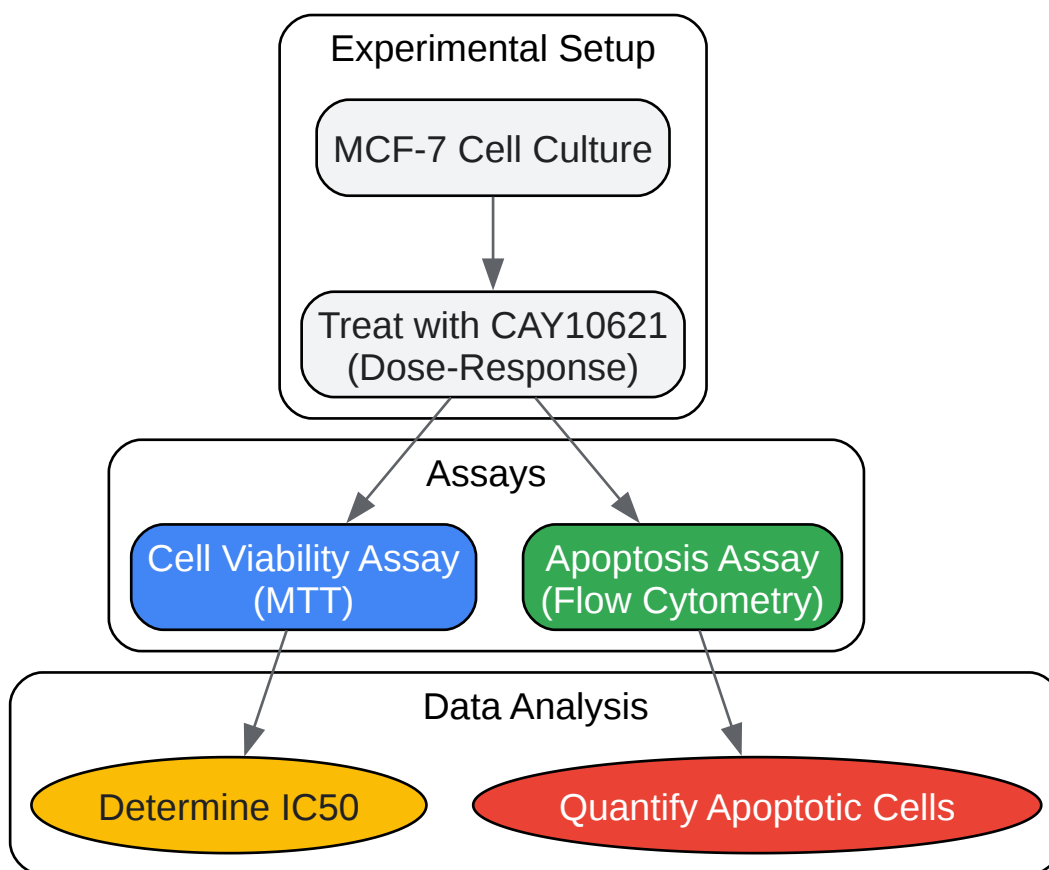 Experimental Setup
MCF-7 Cell Culture
Treat with CAY10621
(Dose-Response)
Assays
Cell Viability Assay
(MTT)
Apoptosis Assay
(Flow Cytometry)
Data Analysis
Determine IC50
Quantify Apoptotic Cells